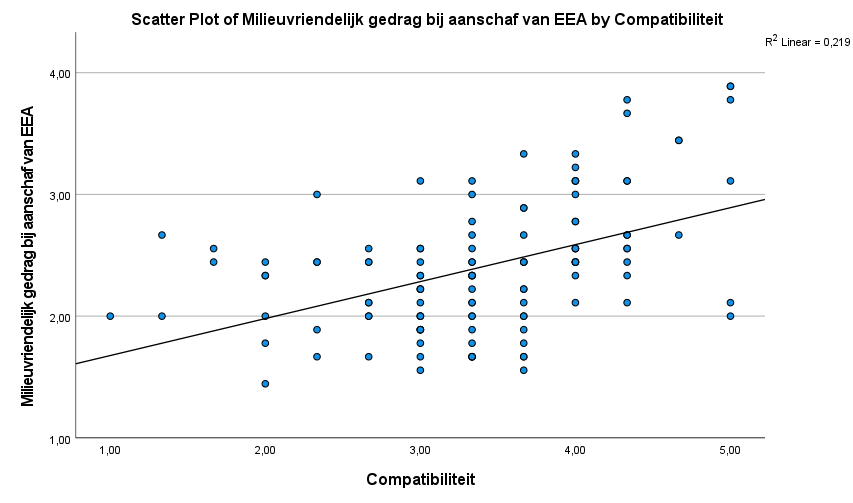 Scatter Plot of Milieuvriendelijk gedrag bij aanschaf van EEA by Compatibiliteit
R2 Linear = 0,219
Milieuvriendelijk gedrag bij aanschaf van EEA
4,00
3,00
2,00
1,00
1,00 2,00 3,00 4,00 5,00
Compatibiliteit